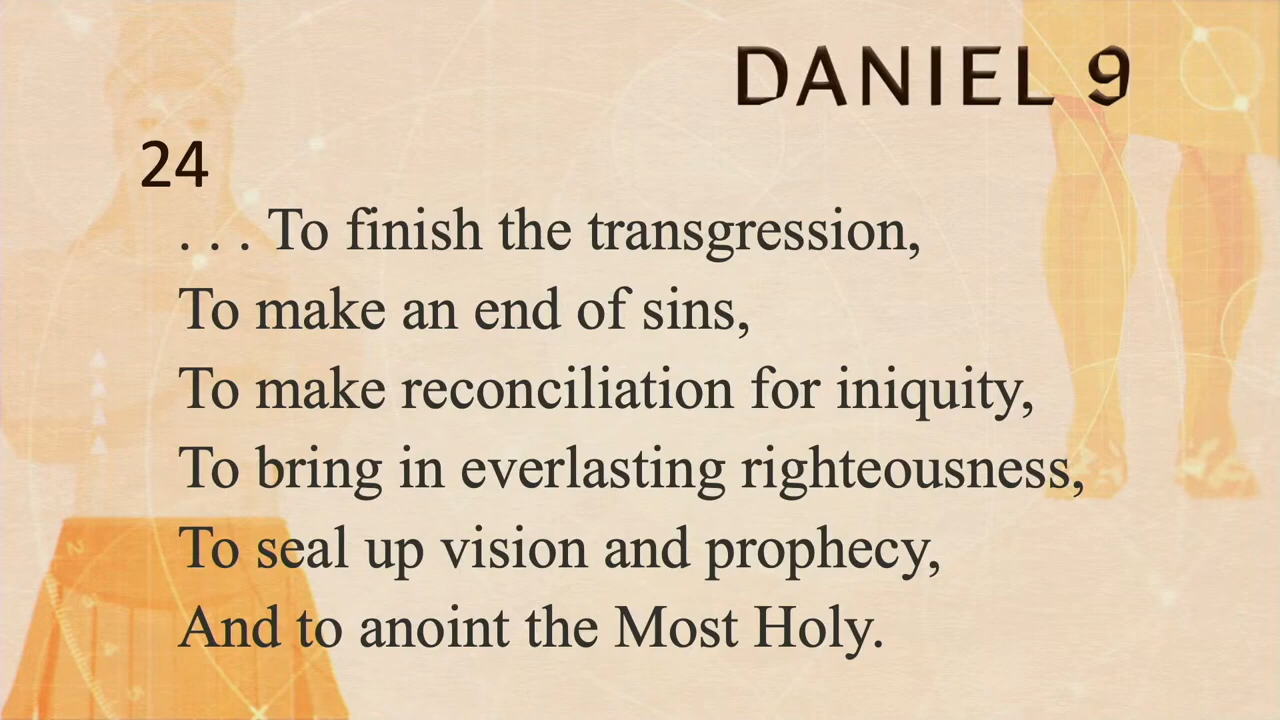 DANIEL 9
24
. . . To finish the transgression,
To make an end of sins,
To make reconciliation for iniquity,
To bring in everlasting righteousness,
To seal up vision and prophecy,
And to anoint the Most Holy.